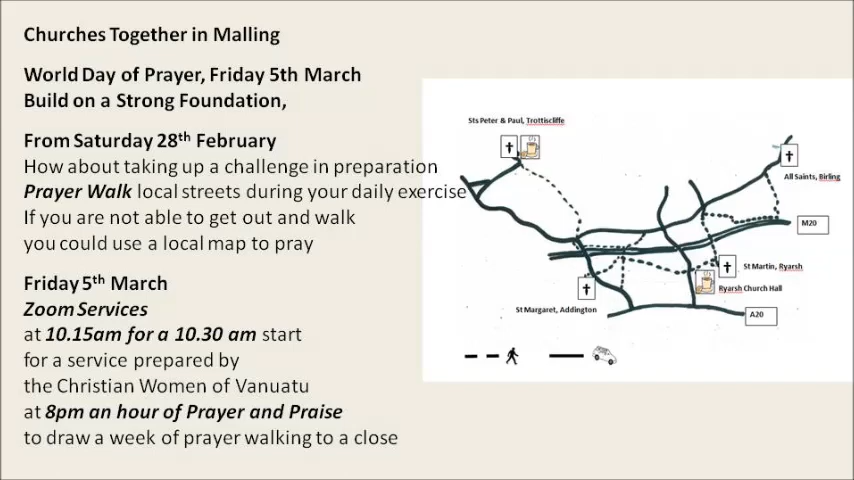 Churches Together in Malling
World Day of Prayer, Friday 5th March
Build on a Strong Foundation,
From Saturday 28th February
How about taking up a challenge in preparation
Prayer Walk local streets during your daily exercise
If you are not able to get out and walk
you could use a local map to pray
Friday 5th March
Zoom Services
at 10.15am for a 10.30 am start
for a service prepared by
the Christian Women of Vanuatu
at 8pm an hour of Prayer and Praise
to draw a week of prayer walking to a close
Sts Peter & Paul, Trottiscliffe
All Saints, Birling
M20
St Martin, Ryarsh
Ryarsh Church Hall
St Margaret, Addington
A20